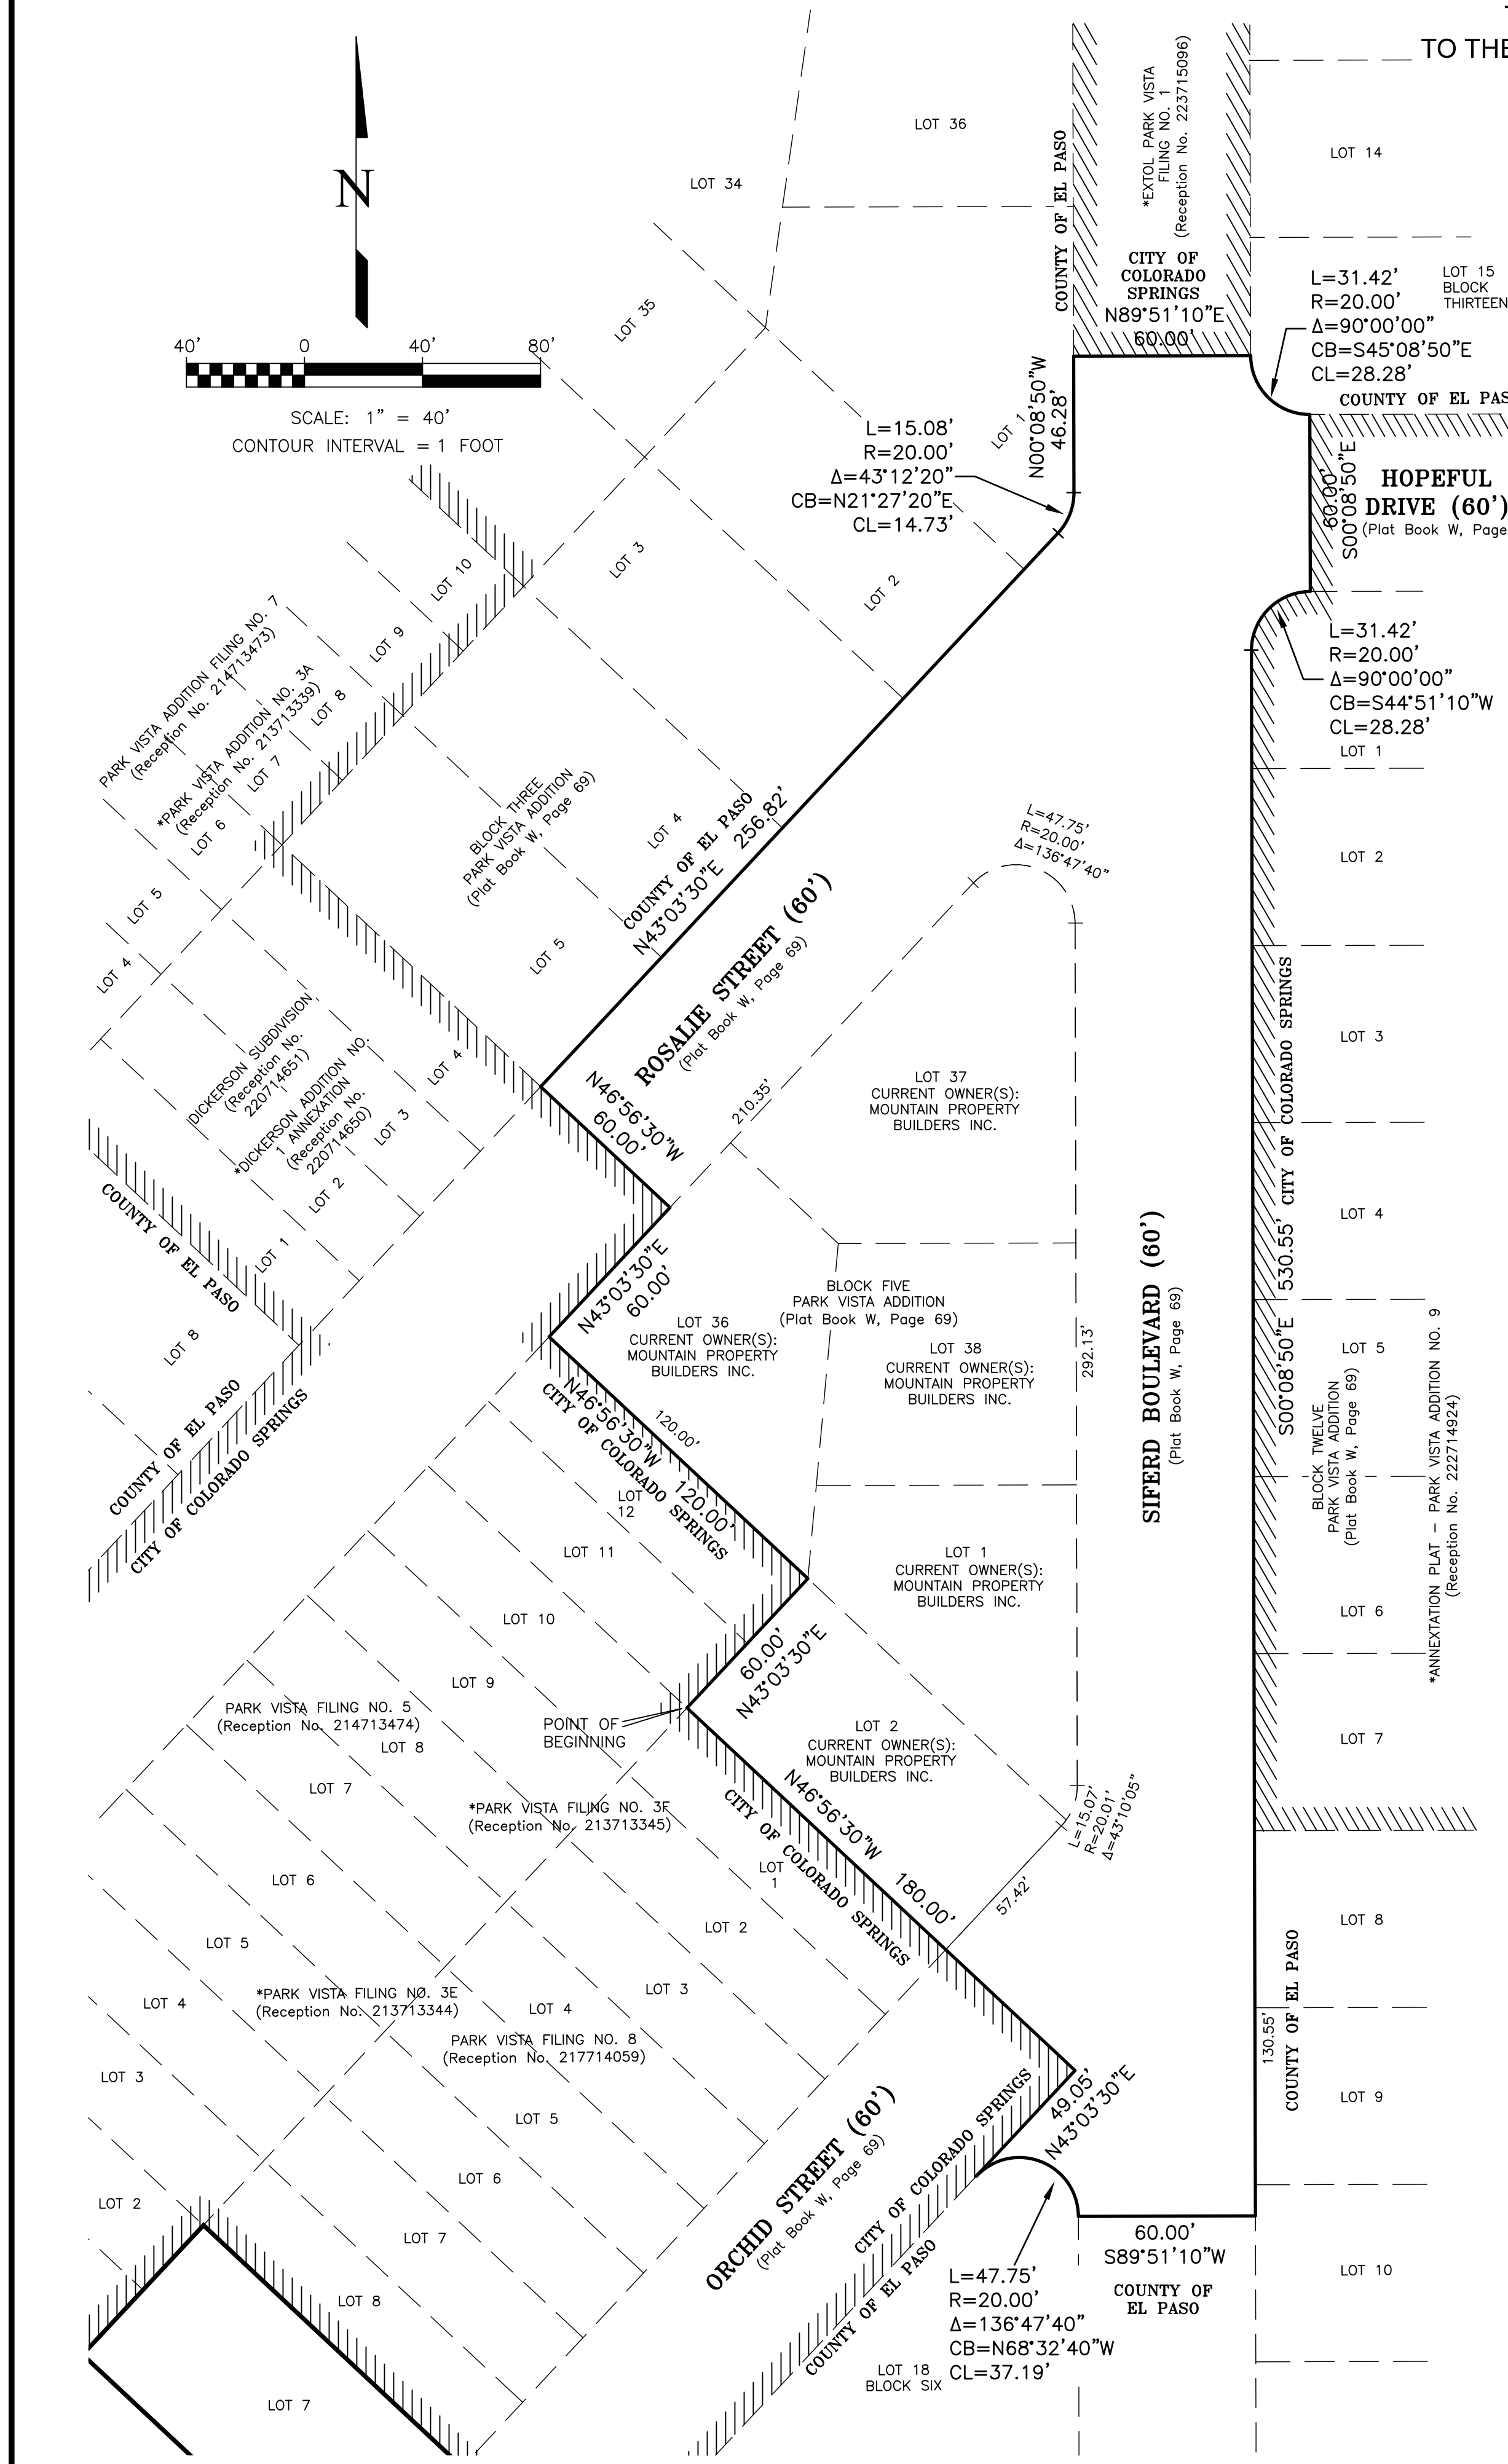 TO THE
LOT 36
LOT 34
LOT 35
COUNTY OF EL PASO
*EXTOL PARK VISTA
FILING NO. 1
(Reception No. 223715096)
CITY OF
COLORADO
SPRINGS
N89°51'10"E
60.00'
LOT 14
LOT 15
BLOCK
THIRTEEN
L=31.42'
R=20.00'
Δ=90°00'00"
CB=S45°08'50"E
CL=28.28'
N
40'
0
40'
80'
SCALE: 1" = 40'
CONTOUR INTERVAL = 1 FOOT
LOT 1
N00°08'50"W
46.28'
L=15.08'
R=20.00'
Δ=43°12'20"
CB=N21°27'20"E
CL=14.73'
COUNTY OF EL PAS
60.00'
S00°08'50"E
HOPEFUL
DRIVE (60')
(Plat Book W, Page
L=31.42'
R=20.00'
Δ=90°00'00"
CB=S44°51'10"W
CL=28.28'
LOT 10
LOT 9
LOT 8
LOT 7
LOT 6
LOT 5
LOT 4
LOT 3
LOT 2
PARK VISTA ADDITION FILING NO. 7
(Reception No. 214713473)
*PARK VISTA ADDITION NO. 3A
(Reception No. 213713339)
BLOCK THREE
PARK VISTA ADDITION
(Plat Book W, Page 69)
LOT 4
LOT 5
COUNTY OF EL PASO
N43°03'30"E 256.82'
ROSALIE STREET (60')
(Plat Book W, Page 69)
L=47.75'
R=20.00'
Δ=136°47'40"
210.35'
LOT 1
LOT 2
LOT 3
LOT 4
LOT 5
LOT 6
LOT 7
LOT 8
LOT 9
LOT 10
530.55' CITY OF COLORADO SPRINGS
S00°08'50"E
BLOCK TWELVE
PARK VISTA ADDITION
(Plat Book W, Page 69)
*ANNEXTATION PLAT – PARK VISTA ADDITION NO. 9
(Reception No. 222714924)
DICKERSON SUBDIVISION
(Reception No.
220714651)
*DICKERSON ADDITION NO.
1 ANNEXATION
(Reception No.
220714650)
LOT 4
LOT 3
LOT 2
LOT 1
COUNTY OF EL PASO
LOT 8
COUNTY OF EL PASO
CITY OF COLORADO SPRINGS
N46°56'30"W
60.00'
N43°03'30"E
60.00'
LOT 37
CURRENT OWNER(S):
MOUNTAIN PROPERTY
BUILDERS INC.
BLOCK FIVE
PARK VISTA ADDITION
(Plat Book W, Page 69)
LOT 36
CURRENT OWNER(S):
MOUNTAIN PROPERTY
BUILDERS INC.
LOT 38
CURRENT OWNER(S):
MOUNTAIN PROPERTY
BUILDERS INC.
292.13'
SIFERD BOULEVARD (60')
(Plat Book W, Page 69)
120.00'
N46°56'30"W 120.00'
CITY OF COLORADO SPRINGS
LOT
12
LOT 11
LOT 10
LOT 9
LOT 8
LOT 7
LOT 6
LOT 5
LOT 4
LOT 3
LOT 2
LOT 1
CURRENT OWNER(S):
MOUNTAIN PROPERTY
BUILDERS INC.
60.00'
N43°03'30"E
PARK VISTA FILING NO. 5
(Reception No. 214713474)
POINT OF
BEGINNING
LOT 2
CURRENT OWNER(S):
MOUNTAIN PROPERTY
BUILDERS INC.
N46°56'30"W 180.00'
CITY OF COLORADO SPRINGS
L=15.07'
R=20.01'
Δ=43°10'05"
57.42'
*PARK VISTA FILING NO. 3F
(Reception No. 213713345)
LOT
1
LOT 2
LOT 3
LOT 4
LOT 5
LOT 6
LOT 7
LOT 8
*PARK VISTA FILING NO. 3E
(Reception No. 213713344)
PARK VISTA FILING NO. 8
(Reception No. 217714059)
130.55'
COUNTY OF EL PASO
49.05'
N43°03'30"E
ORCHID STREET (60')
(Plat Book W, Page 69)
CITY OF COLORADO SPRINGS
COUNTY OF EL PASO
60.00'
S89°51'10"W
COUNTY OF
EL PASO
L=47.75'
R=20.00'
Δ=136°47'40"
CB=N68°32'40"W
CL=37.19'
LOT 18
BLOCK SIX
LOT 7